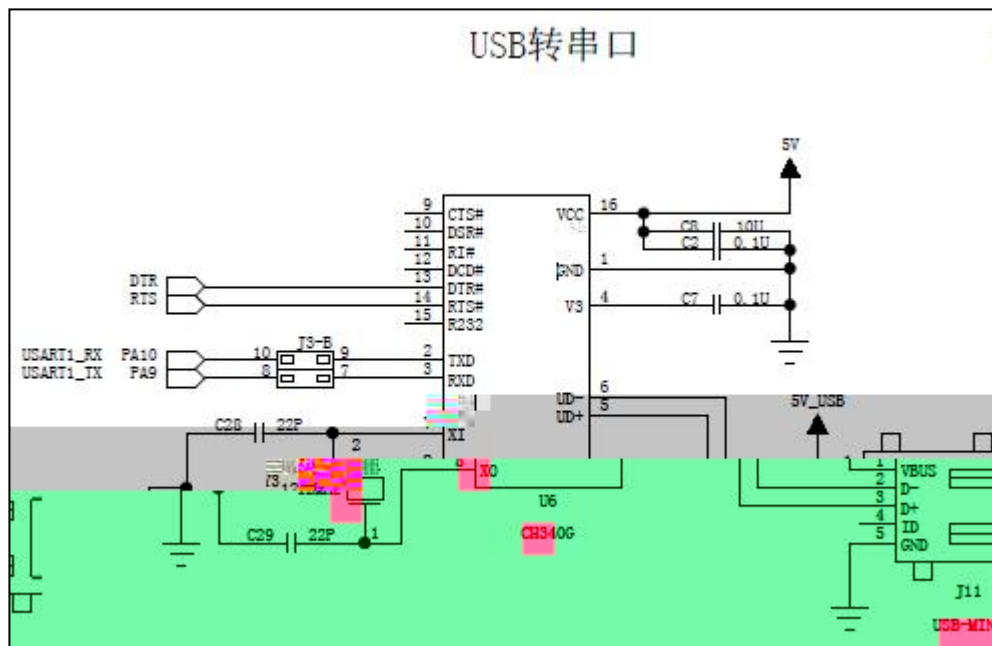 USB转串口
5V
9 CTS#
10 DSR#
11 RI#
12 DCD#
DTR 13 DTR#
RTS 14 RTS#
15 R232
VCC 16
C8 10U
C2 0.1U
GND 1
V3 4 C7 0.1U
J3-B
USART1_RX PA10 10 9 2 TXD
USART1_TX PA9 8 7 3 RXD
UD- 6
UD+ 5
5V_USB
C28 22P XI
2
XO
U6
CH340G
C29 22P 1
1 VBUS
2 D-
3 D+
4 ID
5 GND
J11